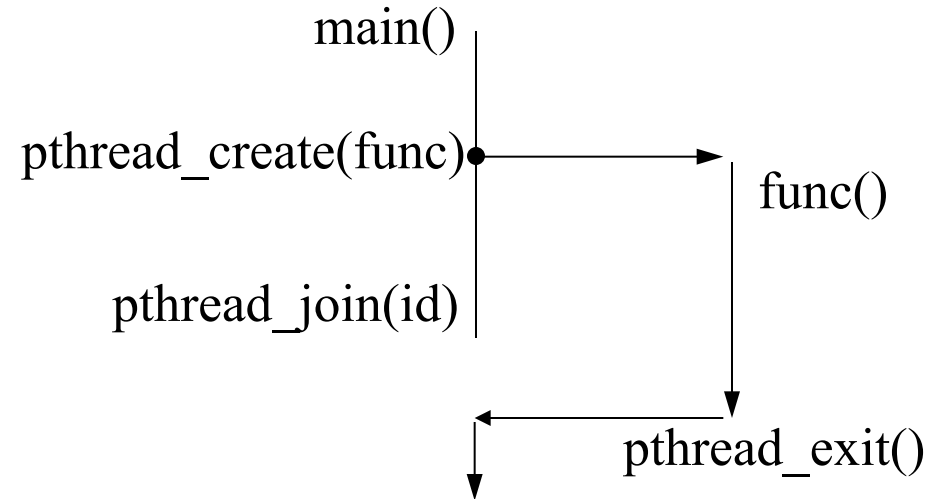 main()
pthread_create(func)
func()
pthread_join(id)
pthread_exit()